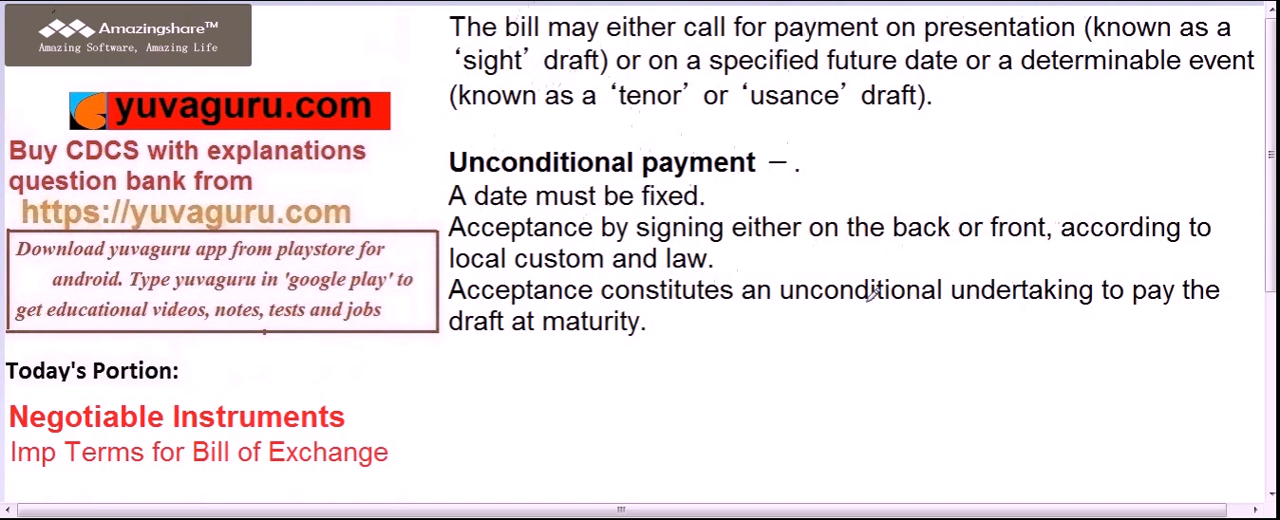 Amazingshare™
Amazing Software, Amazing Life
yuvaguru.com
Buy CDCS with explanations
question bank from
https://yuvaguru.com
Download yuvaguru app from playstore for
android. Type yuvaguru in 'google play' to
get educational videos, notes, tests and jobs
Today's Portion:
Negotiable Instruments
Imp Terms for Bill of Exchange
The bill may either call for payment on presentation (known as a
‘sight’ draft) or on a specified future date or a determinable event
(known as a ‘tenor’ or ‘usance’ draft).
Unconditional payment – .
A date must be fixed.
Acceptance by signing either on the back or front, according to
local custom and law.
Acceptance constitutes an unconditional undertaking to pay the
draft at maturity.